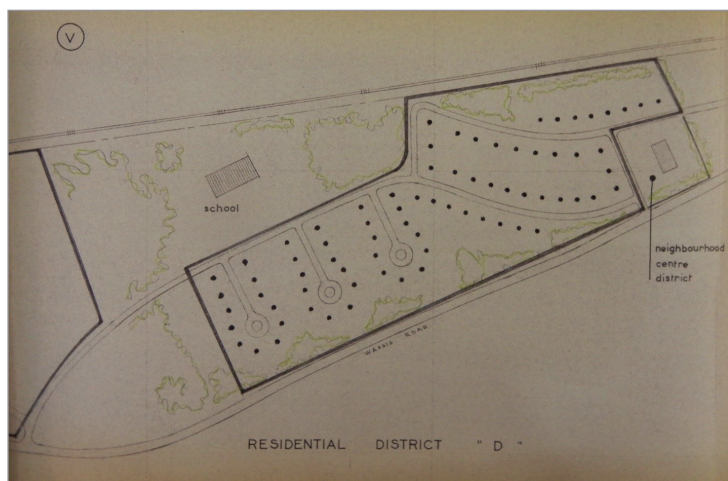 V
school
neighbourhood
centre
district
RESIDENTIAL DISTRICT " D "